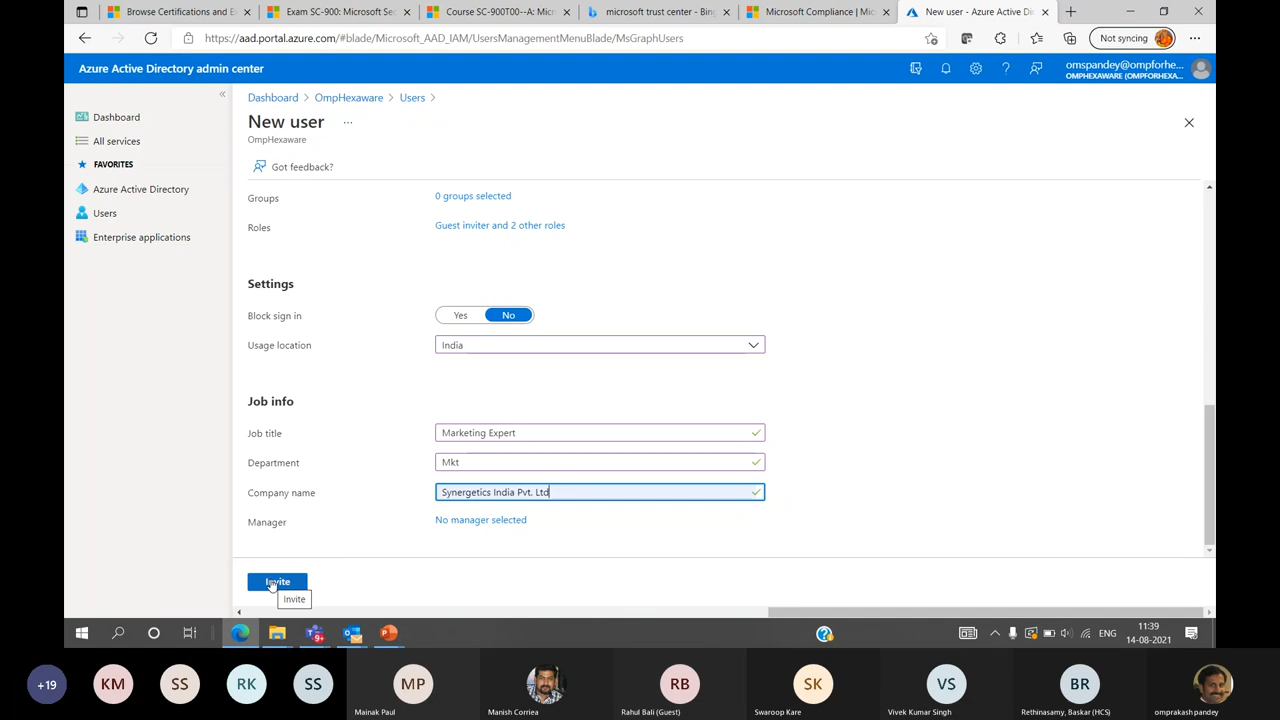 Browse Certifications and E
Exam SC-900: Microsoft Sec
Course SC-900T00--A: Micr
microsoft trust center - Bing
Microsoft Compliance | Mic
New user - Azure Active Dire
https://aad.portal.azure.com/#blade/Microsoft_AAD_IAM/UsersManagementMenuBlade/MsGraphUsers
Not syncing
Azure Active Directory admin center
omspandey@ompforhe...
OMPHEXAWARE (OMPFORHEXA...
Dashboard > OmpHexaware > Users >
New user ...
OmpHexaware
Got feedback?
Dashboard
All services
FAVORITES
Azure Active Directory
Users
Enterprise applications
Groups 0 groups selected
Roles Guest inviter and 2 other roles
Settings
Block sign in Yes No
Usage location India
Job info
Job title Marketing Expert
Department Mkt
Company name Synergetics India Pvt. Ltd
Manager No manager selected
Invite
Invite
9+
ENG
11:39
14-08-2021
+19 KM SS RK SS MP RB SK VS BR
Mainak Paul
Manish Corriea
Rahul Bali (Guest)
Swaroop Kare
Vivek Kumar Singh
Rethinasamy, Baskar (HCS)
omprakash pandey